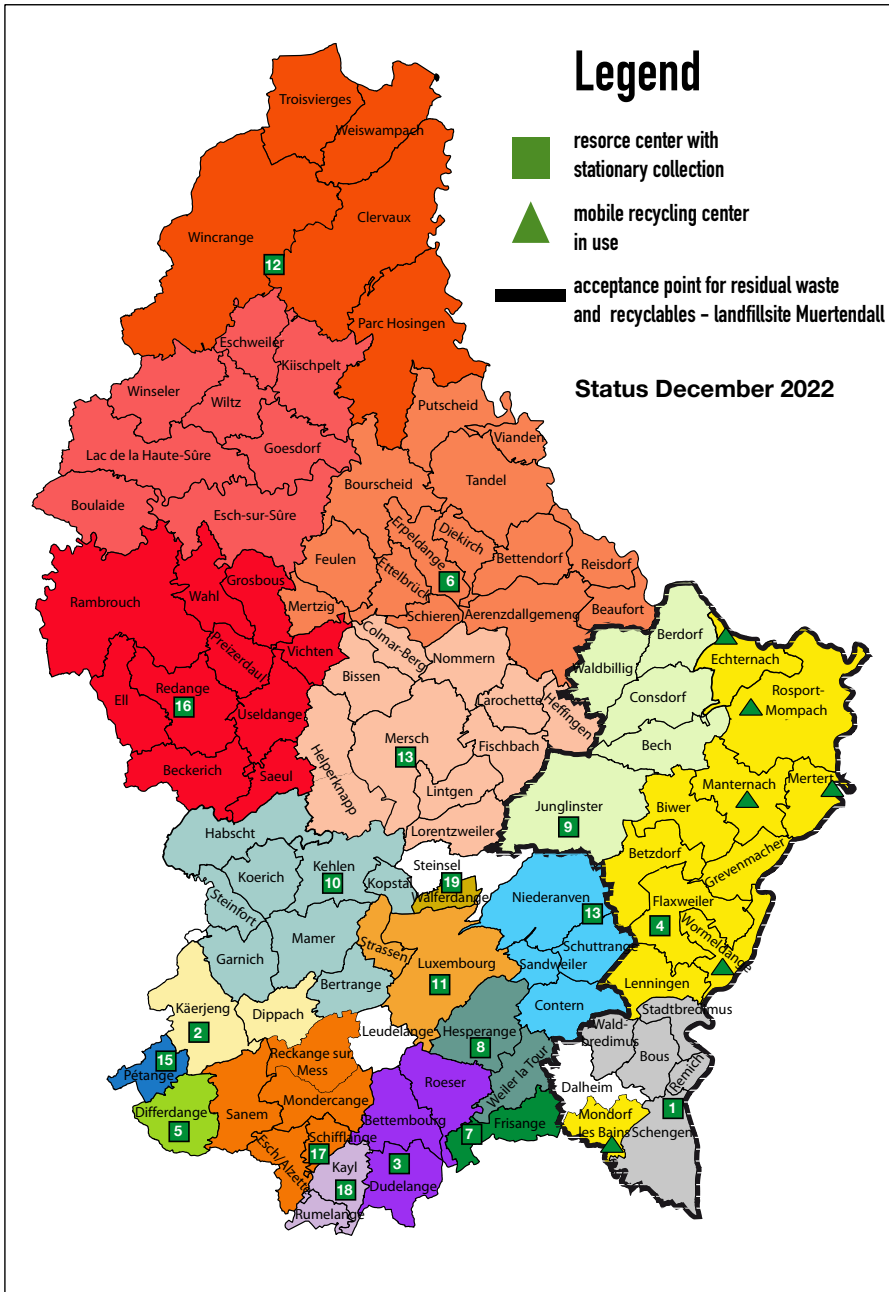 Legend
resorce center with
stationary collection
mobile recycling center
in use
acceptance point for residual waste
and recyclables - landfillsite Muertendall
Status December 2022
Troisvierges
Weiswampach
Clervaux
Wincrange
12
Parc Hosingen
Eschweiler
Kiischpelt
Winseler
Wiltz
Goesdorf
Lac de la Haute-Sûre
Boulaide
Esch-sur-Sûre
Putscheid
Vianden
Tandel
Bourscheid
Diekirch
Erpeldange
Bettendorf
Reisdorf
Feulen
Ettelbrück
6
Mertzig
Schieren
Aerenzdallgemeng
Beaufort
Rambrouch
Wahl
Grosbous
Preizerdaul
Vichten
Ell
Redange
16
Useldange
Beckerich
Saeul
Colmar-Berg
Nommern
Bissen
Larochette
Heffingen
Mersch
13
Fischbach
Helperknapp
Lintgen
Lorentzweiler
Berdorf
Waldbillig
Consdorf
Bech
Junglinster
9
Echternach
Rosport-
Mompach
Manternach
Mertert
Biwer
Betzdorf
Grevenmacher
Flaxweiler
4
Wormeldange
Lenningen
Habscht
Koerich
Kehlen
10
Kopstal
Steinfort
Mamer
Garnich
Bertrange
Steinsel
19
Walferdange
Niederanven
13
Schuttrange
Sandweiler
Contern
Strassen
Luxembourg
11
Käerjeng
2
Dippach
Leudelange
Hesperange
8
Weiler la Tour
15
Pétange
Differdange
5
Reckange sur
Mess
Mondercange
Sanem
Schifflange
17
Esch/Alzette
Roeser
Bettembourg
3
Dudelange
Kayl
18
Rumelange
7
Frisange
Stadtbredimus
Wald-
bredimus
Bous
Remich
Dalheim
1
Mondorf
les Bains
Schengen